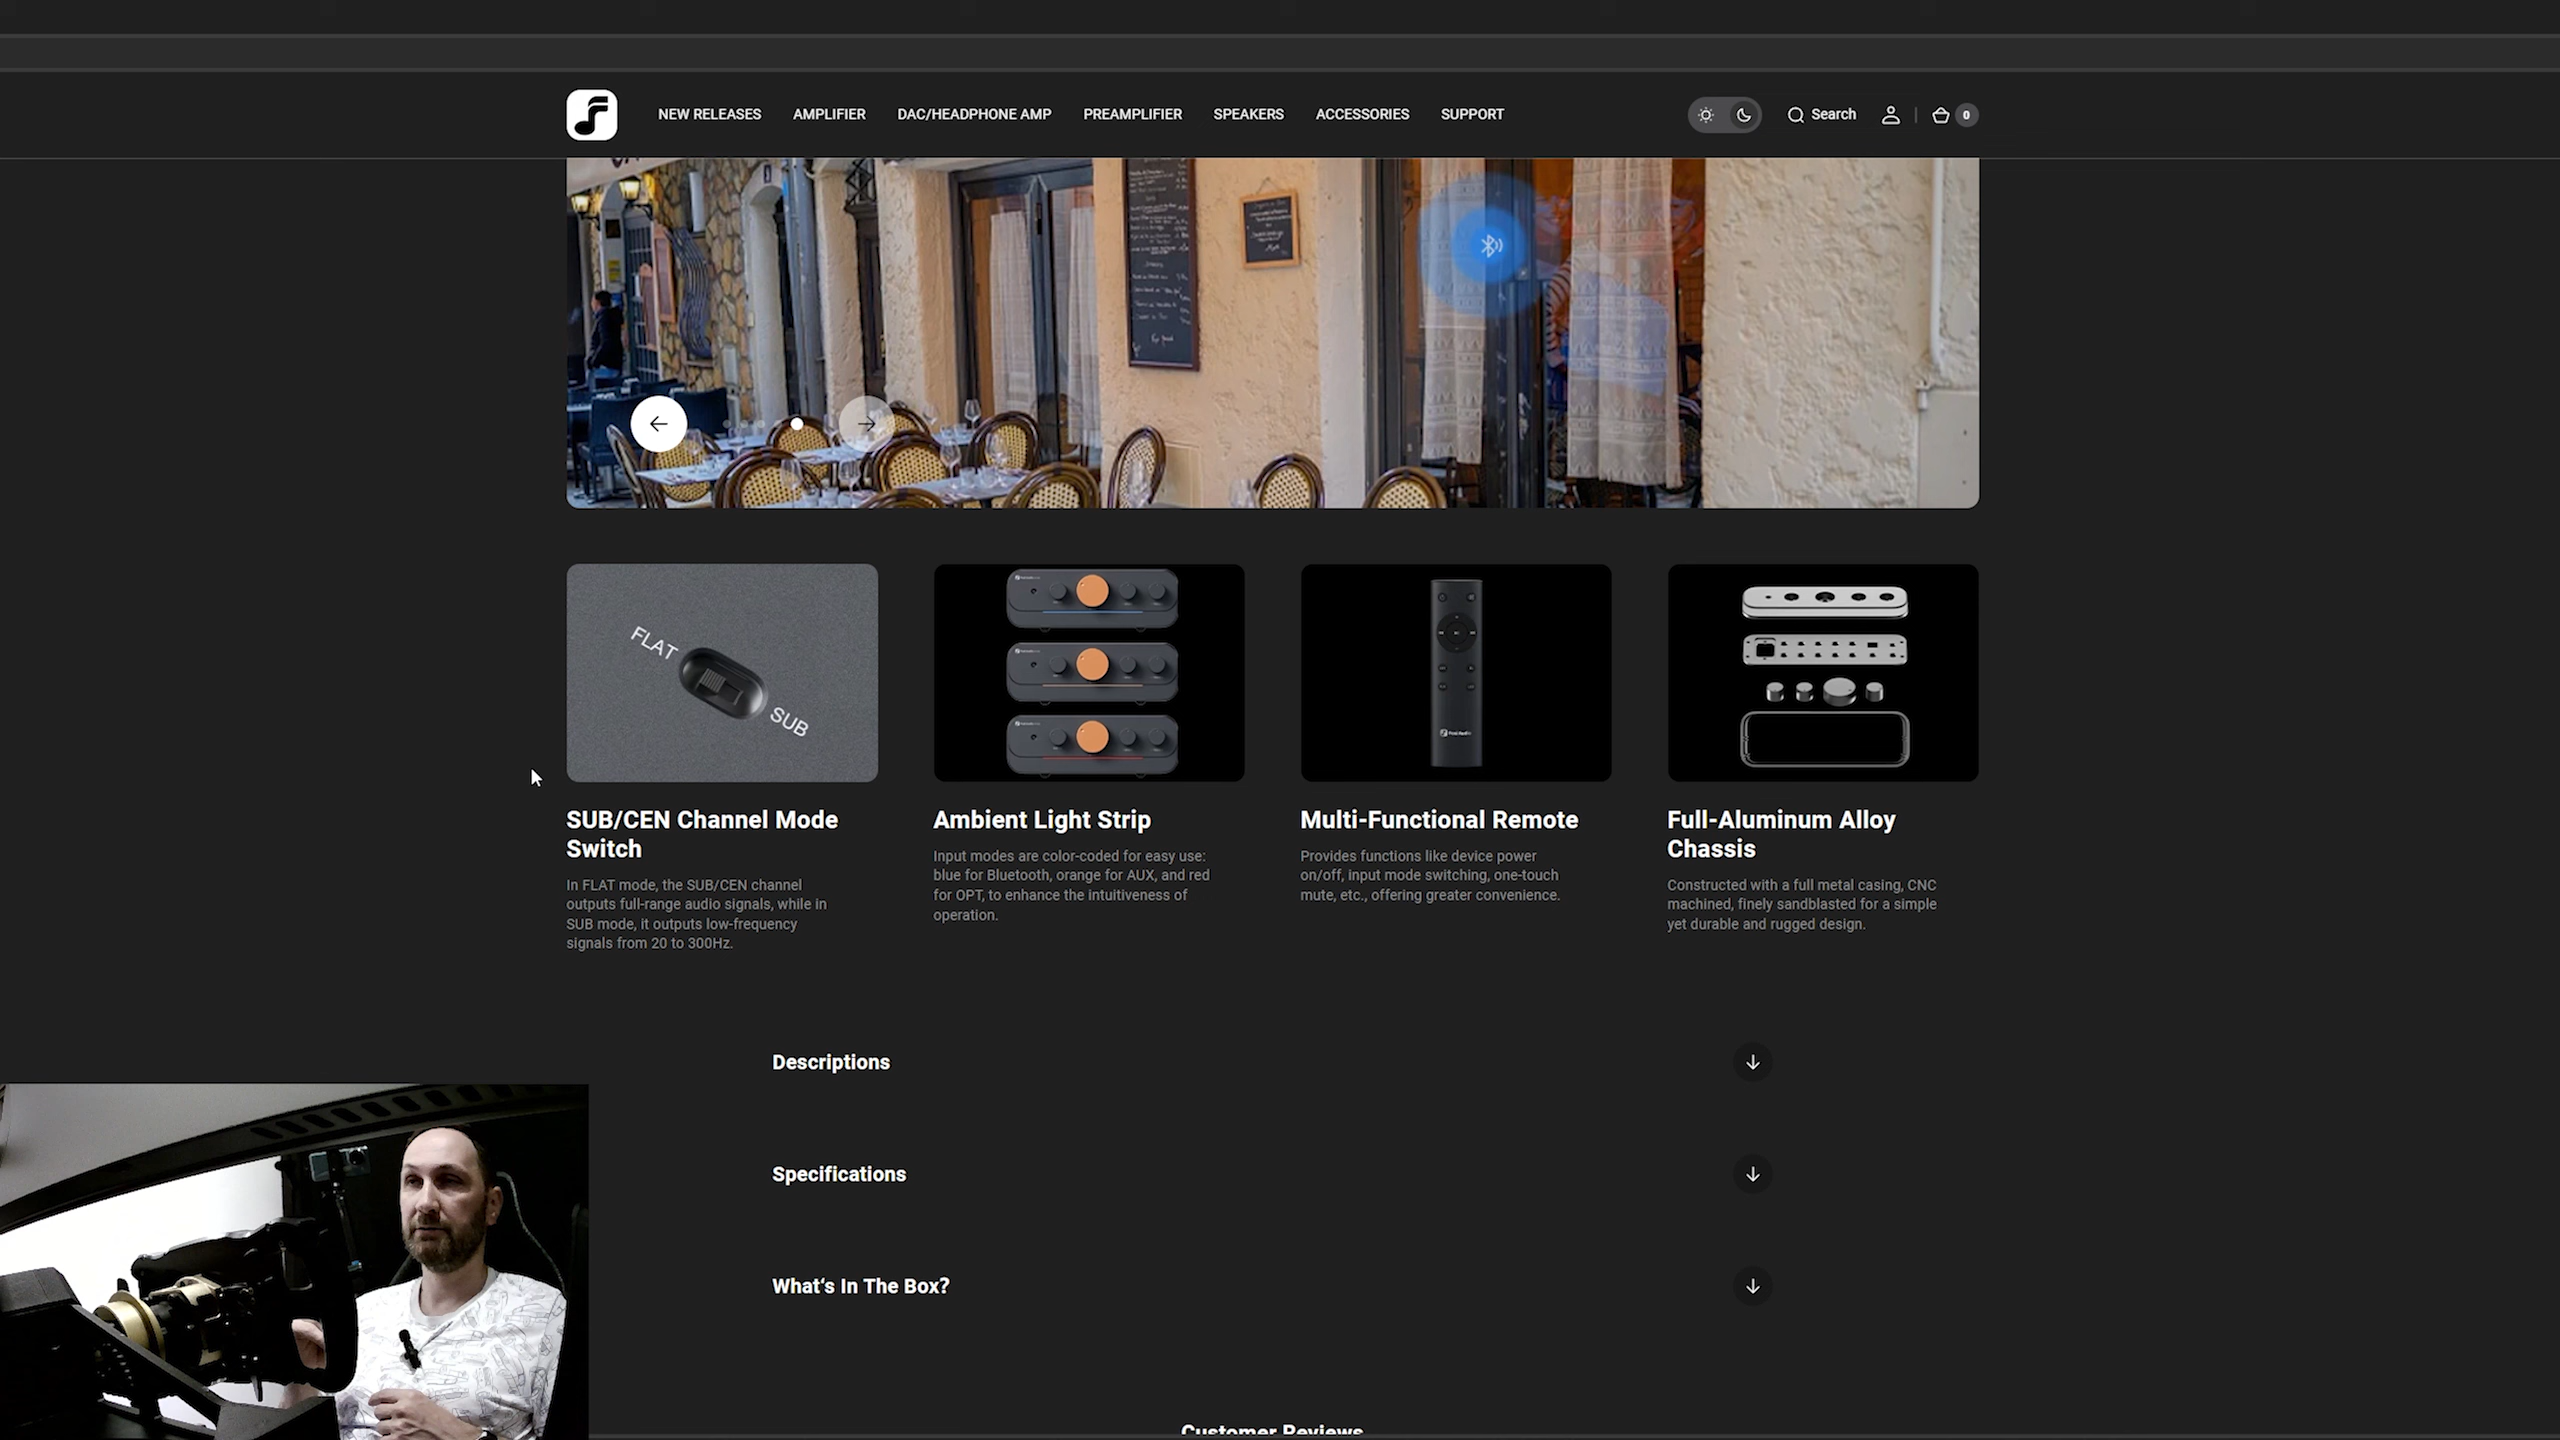 NEW RELEASES AMPLIFIER DAC/HEADPHONE AMP PREAMPLIFIER SPEAKERS ACCESSORIES SUPPORT Search 0
FLAT
SUB
Fosi Audio
SUB/CEN Channel Mode
Switch
In FLAT mode, the SUB/CEN channel
outputs full-range audio signals, while in
SUB mode, it outputs low-frequency
signals from 20 to 300Hz.
Ambient Light Strip
Input modes are color-coded for easy use:
blue for Bluetooth, orange for AUX, and red
for OPT, to enhance the intuitiveness of
operation.
Multi-Functional Remote
Provides functions like device power
on/off, input mode switching, one-touch
mute, etc., offering greater convenience.
Full-Aluminum Alloy
Chassis
Constructed with a full metal casing, CNC
machined, finely sandblasted for a simple
yet durable and rugged design.
Descriptions
Specifications
What‘s In The Box?
Customer Reviews